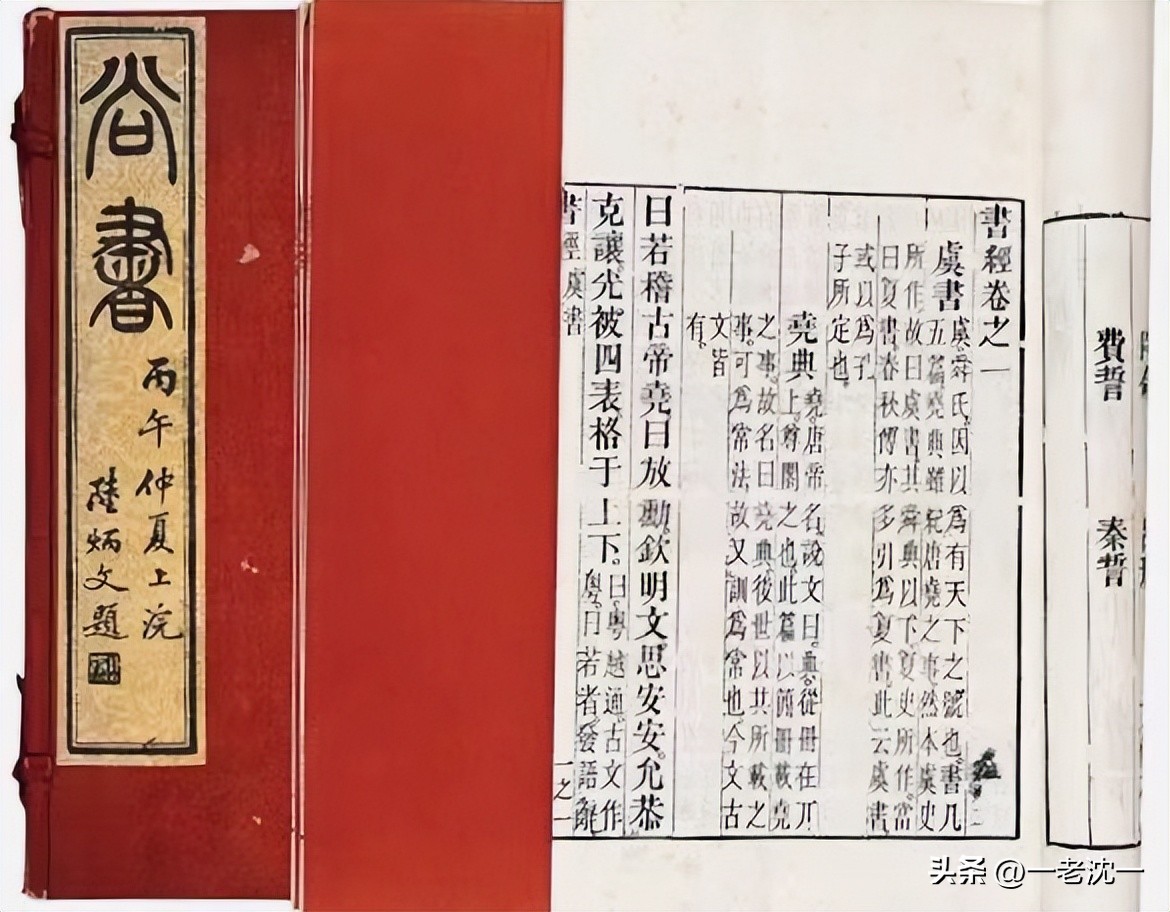 尚書
丙午仲夏上浣
陸炳文題
費誓
秦誓
書經卷之一
虞書
虞舜氏因以爲有天下之號也。書凡
五篇。堯典雖紀唐堯之事。然本虞史
所作。故曰虞書。其舜典以下。夏史所作。當
曰夏書。春秋傳亦多引爲夏書。此云虞書
或以爲孔
子所定也。
堯典
堯。唐帝名。說文曰。典。從冊在丌
上。尊閣之也。此篇以簡冊載堯
之事。故名曰堯典。後世以其所載之
事。可爲常法。故又訓爲常也。今文古
文皆
有。
曰若稽古帝堯。曰放勳。欽明文思安安。允恭
克讓。光被四表。格于上下。
曰。粵越通。古文作
粵。曰若者。發語辭
書經 虞書
一之一
头条 @一老沈一